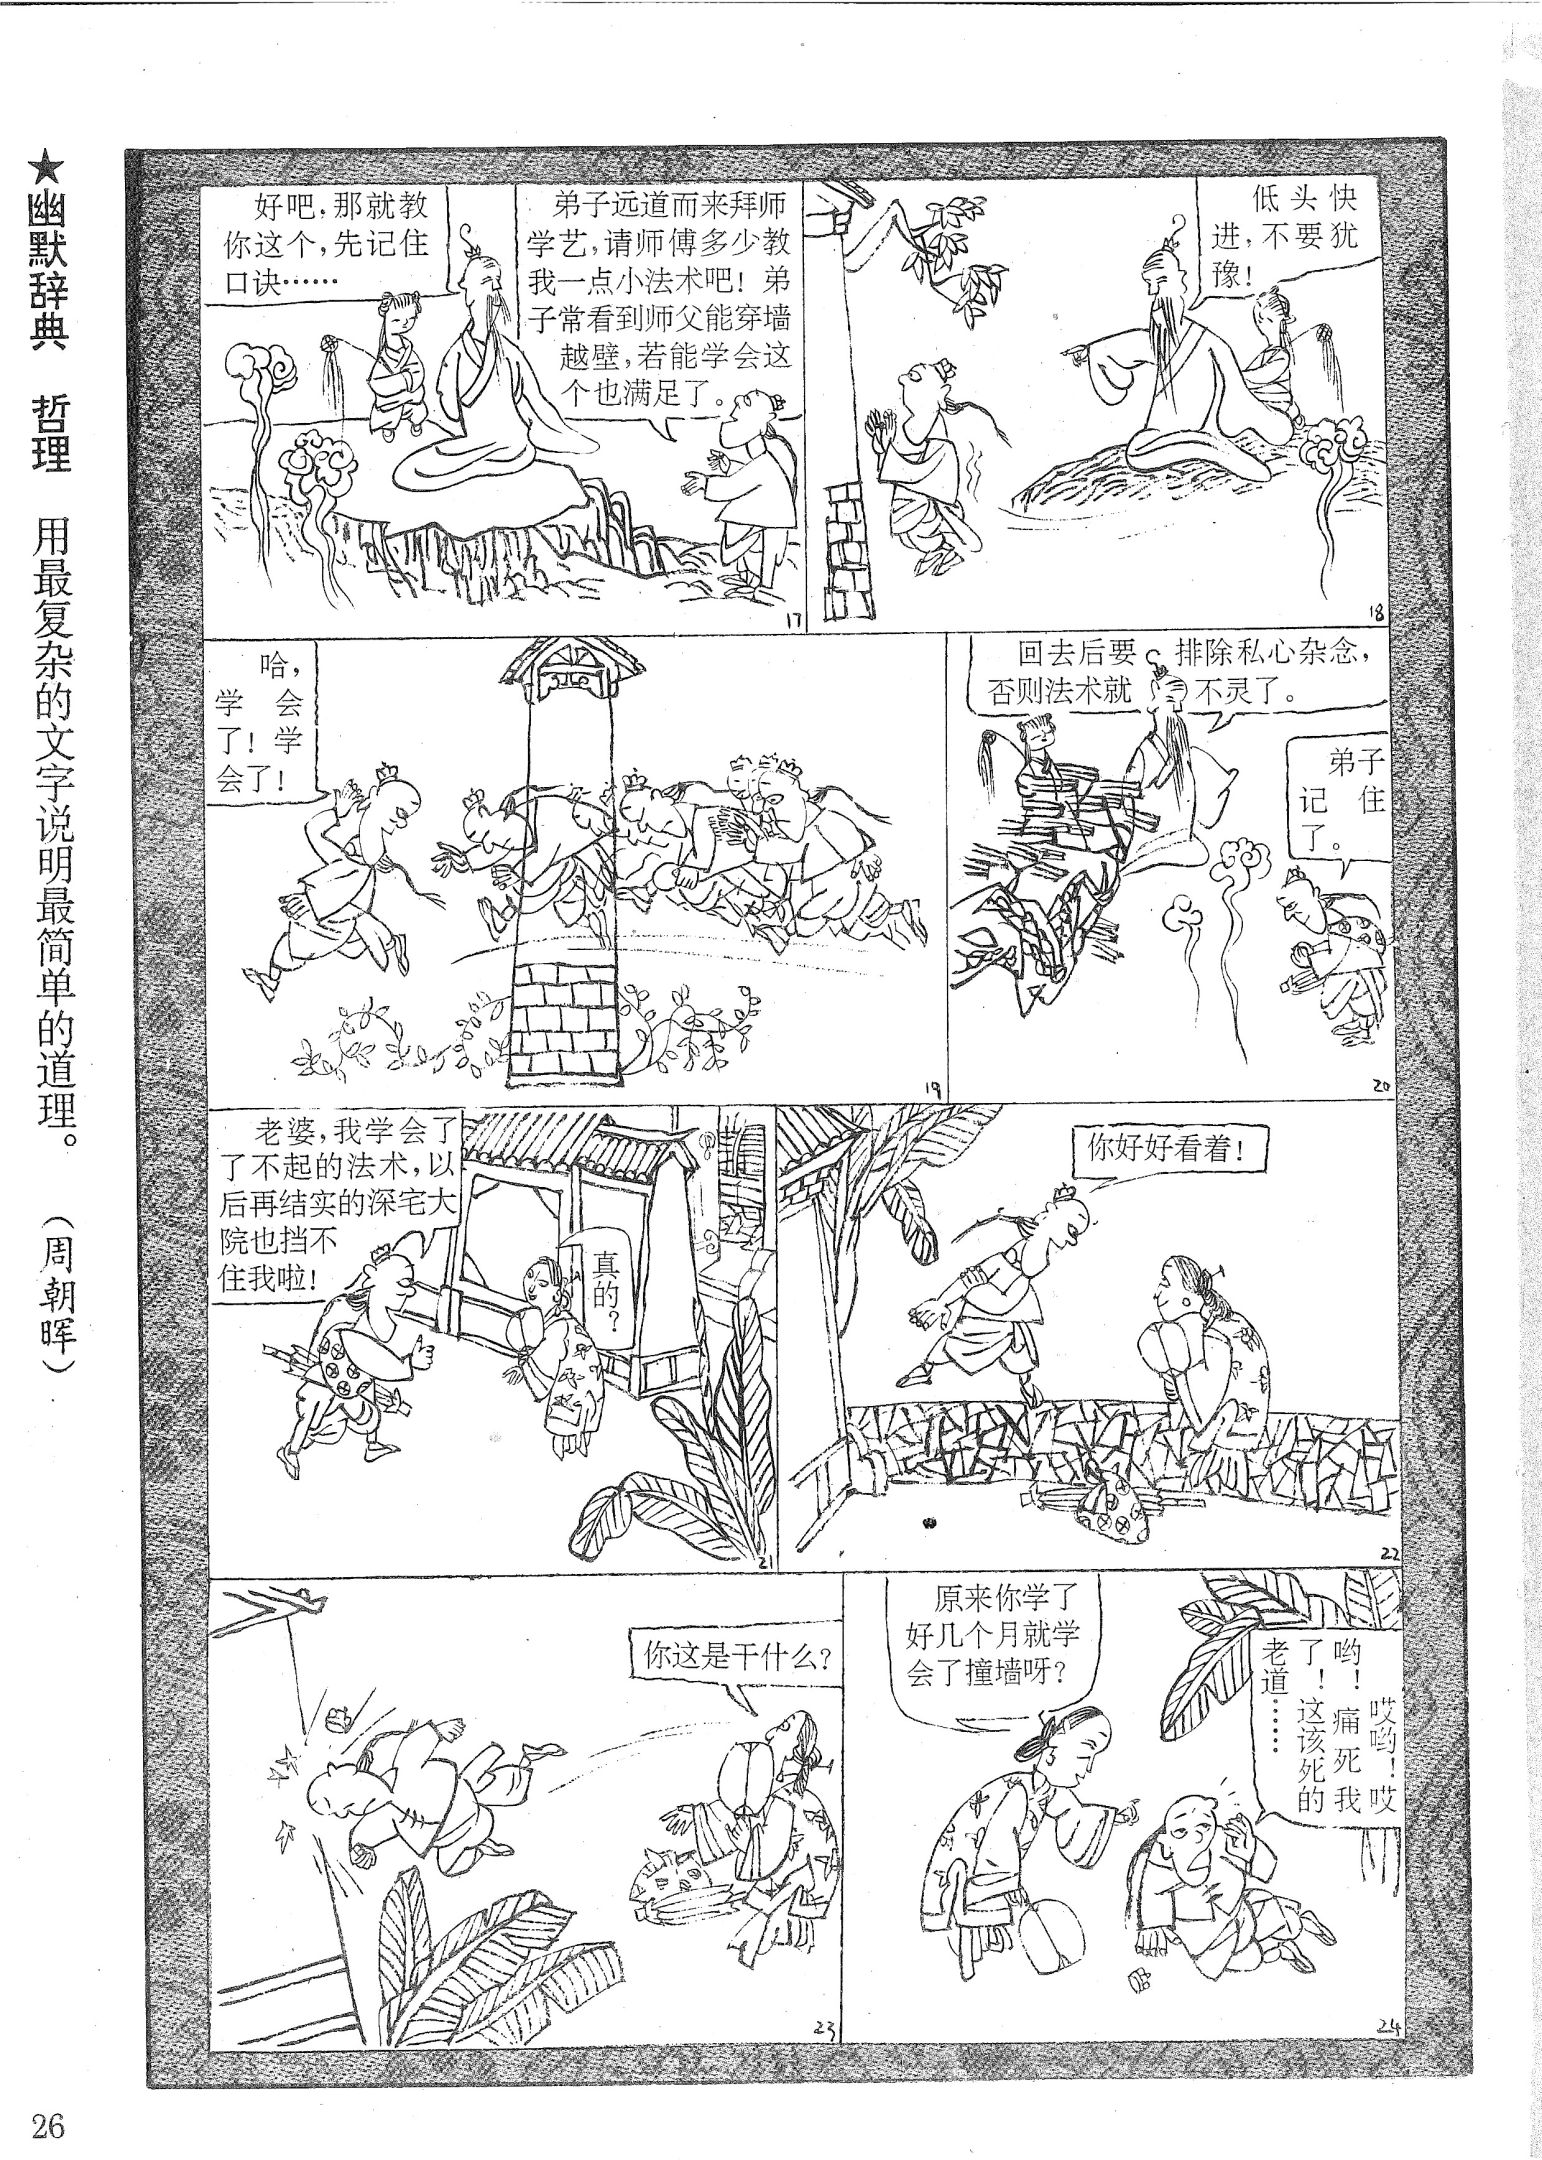 ★幽默辞典 哲理 用最复杂的文字说明最简单的道理。 （周朝晖）
弟子远道而来拜师
学艺，请师傅多少教
我一点小法术吧！弟
子常看到师父能穿墙
越壁，若能学会这
个也满足了。
好吧，那就教
你这个，先记住
口诀……
17
低头快
进，不要犹
豫！
18
哈，
学会
了！学
会了！
19
回去后要排除私心杂念，
否则法术就不灵了。
弟子
记住
了。
20
老婆，我学会了
了不起的法术，以
后再结实的深宅大
院也挡不
住我啦！
真的？
21
你好好看着！
22
你这是干什么？
23
原来你学了
好几个月就学
会了撞墙呀？
哎哟！哎
哟！痛死我
了！这该死的
老道……
24
26